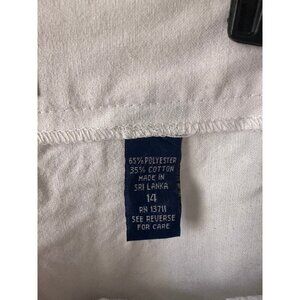 65% POLYESTER
35% COTTON
MADE IN
SRI LANKA
14
RN 13711
SEE REVERSE
FOR CARE